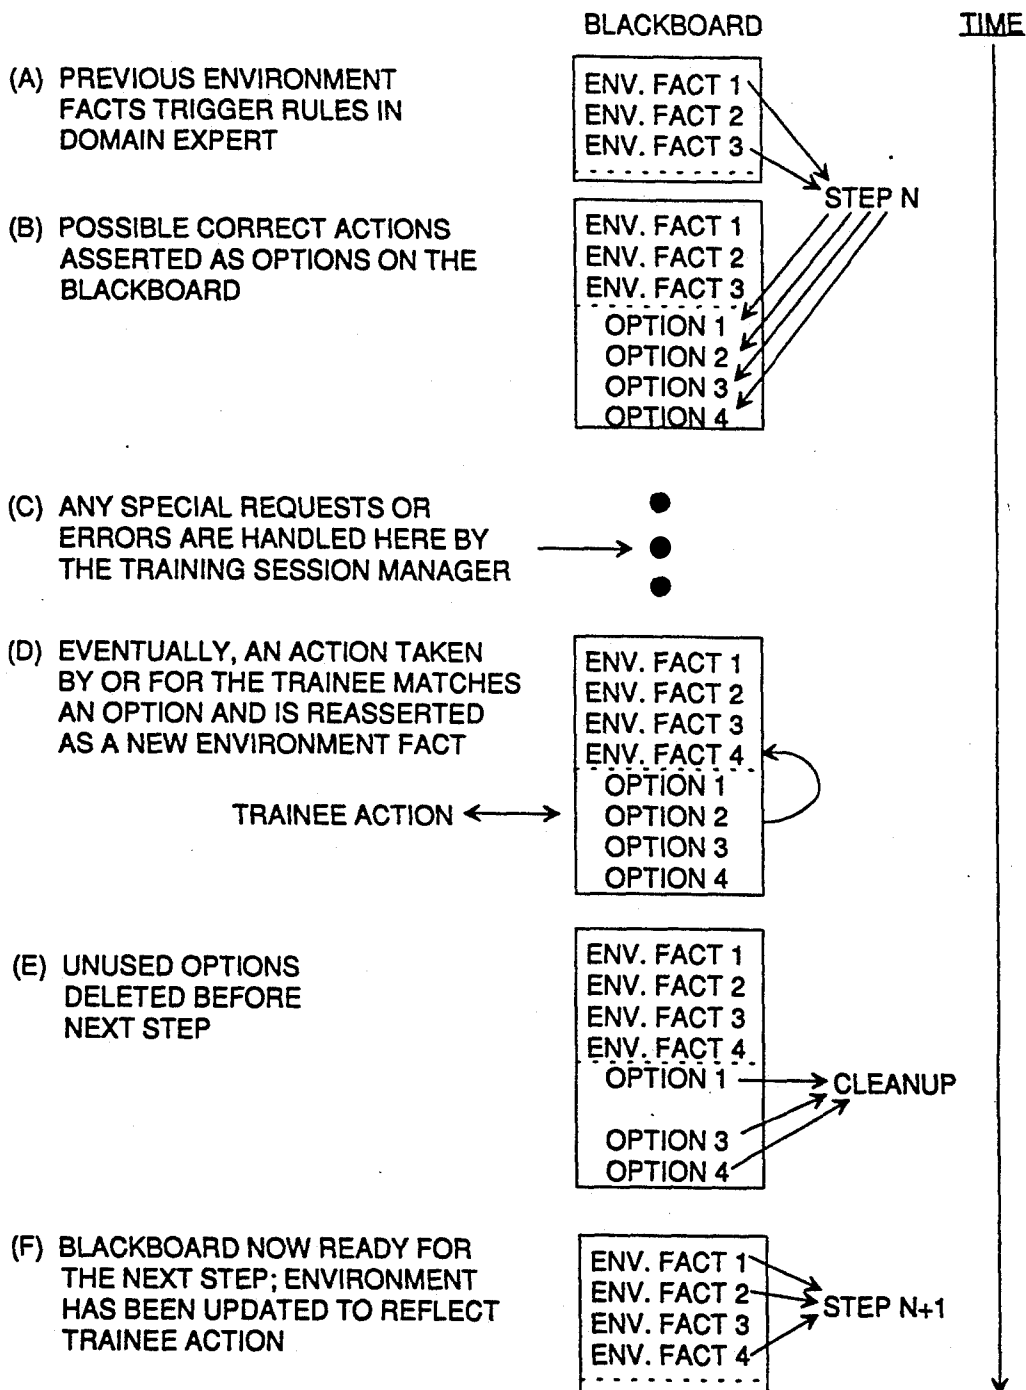 BLACKBOARD
TIME
(A) PREVIOUS ENVIRONMENT
FACTS TRIGGER RULES IN
DOMAIN EXPERT
ENV. FACT 1
ENV. FACT 2
ENV. FACT 3
STEP N
(B) POSSIBLE CORRECT ACTIONS
ASSERTED AS OPTIONS ON THE
BLACKBOARD
ENV. FACT 1
ENV. FACT 2
ENV. FACT 3
OPTION 1
OPTION 2
OPTION 3
OPTION 4
(C) ANY SPECIAL REQUESTS OR
ERRORS ARE HANDLED HERE BY
THE TRAINING SESSION MANAGER
(D) EVENTUALLY, AN ACTION TAKEN
BY OR FOR THE TRAINEE MATCHES
AN OPTION AND IS REASSERTED
AS A NEW ENVIRONMENT FACT
TRAINEE ACTION
ENV. FACT 1
ENV. FACT 2
ENV. FACT 3
ENV. FACT 4
OPTION 1
OPTION 2
OPTION 3
OPTION 4
(E) UNUSED OPTIONS
DELETED BEFORE
NEXT STEP
ENV. FACT 1
ENV. FACT 2
ENV. FACT 3
ENV. FACT 4
OPTION 1
OPTION 3
OPTION 4
CLEANUP
(F) BLACKBOARD NOW READY FOR
THE NEXT STEP; ENVIRONMENT
HAS BEEN UPDATED TO REFLECT
TRAINEE ACTION
ENV. FACT 1
ENV. FACT 2
ENV. FACT 3
ENV. FACT 4
STEP N+1